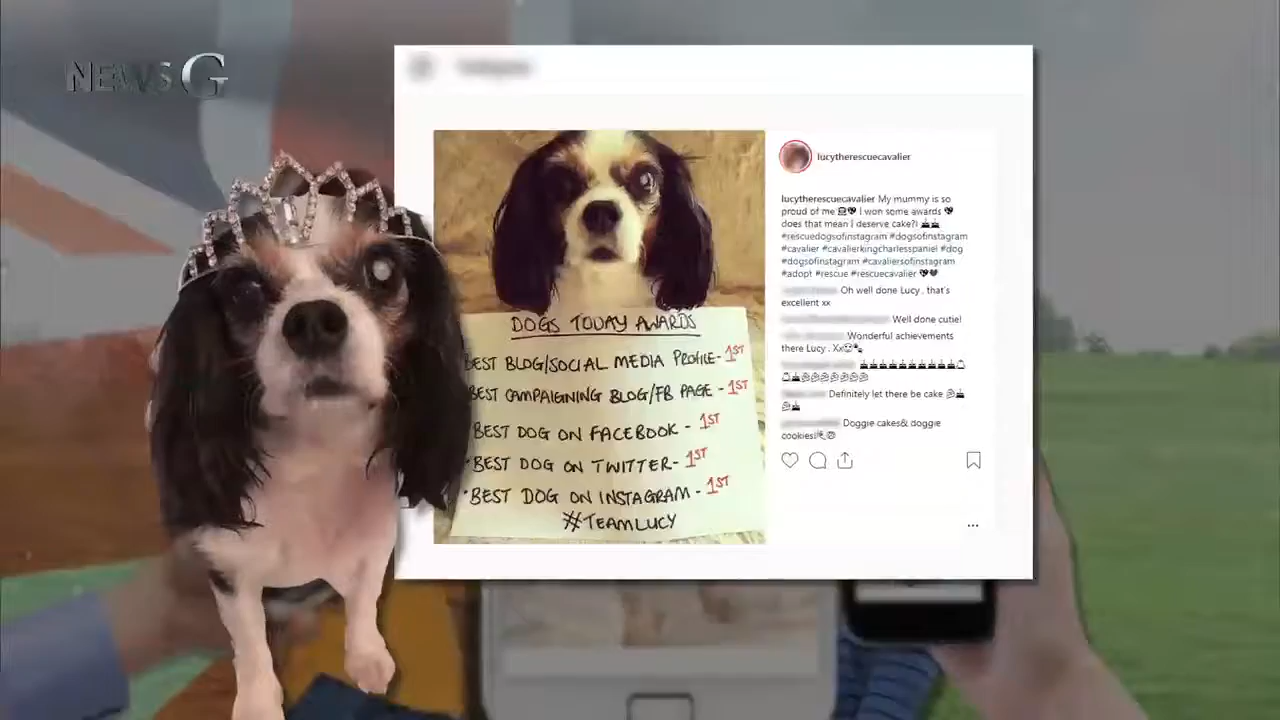 NEWS G
DOGS TODAY AWARDS
BEST BLOG/SOCIAL MEDIA PROFILE- 1ST
BEST CAMPAIGNING BLOG/FB PAGE - 1ST
BEST DOG ON FACEBOOK - 1ST
BEST DOG ON TWITTER- 1ST
BEST DOG ON INSTAGRAM - 1ST
#TEAMLUCY
lucytherescuecavalier
lucytherescuecavalier My mummy is so
proud of me I won some awards
does that mean I deserve cake?!
#rescuedogsofinstagram #dogsofinstagram
#cavalier #cavalierkingcharlesspaniel #dog
#dogsofinstagram #cavaliersofinstagram
#adopt #rescue #rescuecavalier
Oh well done Lucy , that's
excellent xx
Well done cutie!
Wonderful achievements
there Lucy . Xx
Definitely let there be cake
Doggie cakes& doggie
cookies!